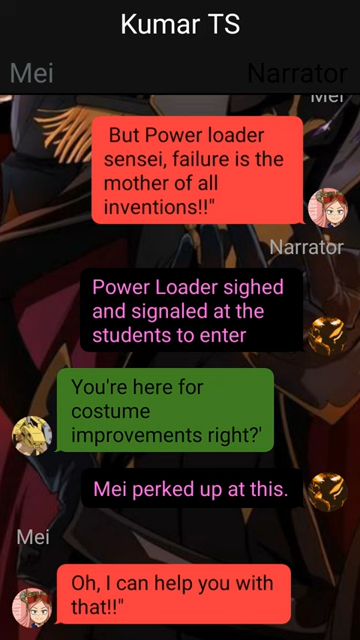 Kumar TS
Mei
Narrator
Mei
But Power loader
sensei, failure is the
mother of all
inventions!!"
Narrator
Power Loader sighed
and signaled at the
students to enter
You're here for
costume
improvements right?'
Mei perked up at this.
Mei
Oh, I can help you with
that!!"